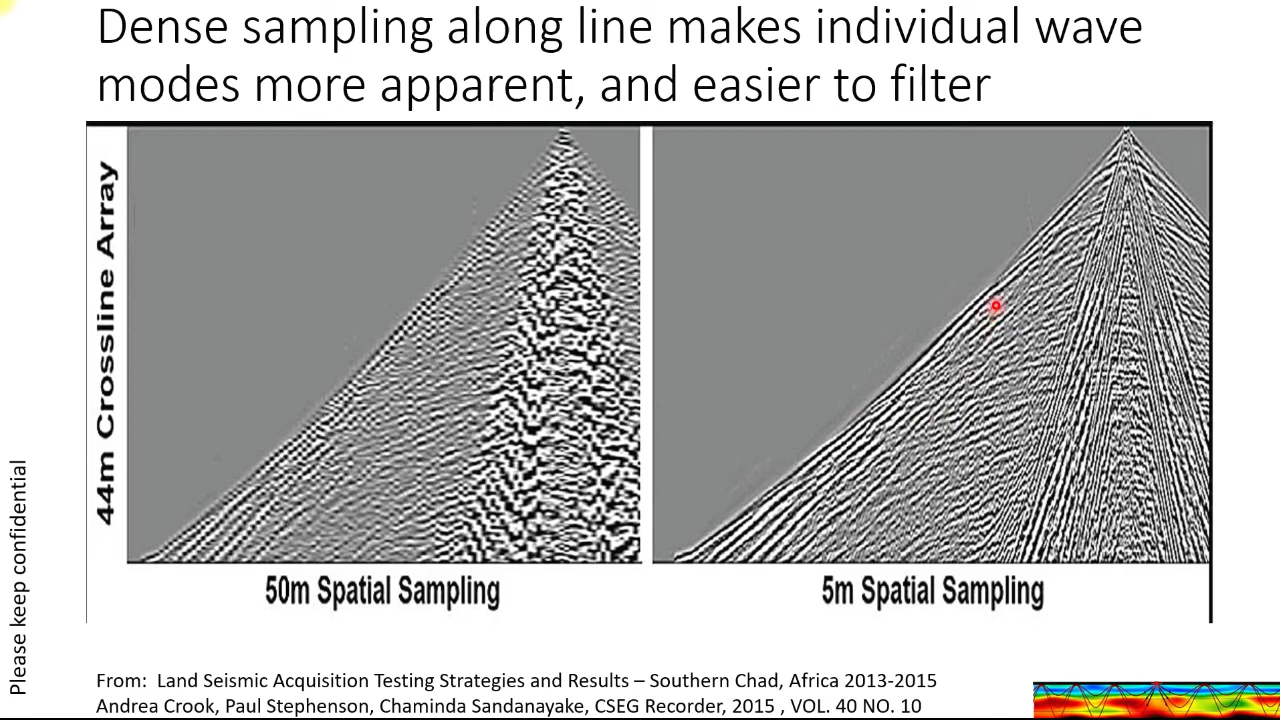 Dense sampling along line makes individual wave
modes more apparent, and easier to filter
44m Crossline Array
50m Spatial Sampling
5m Spatial Sampling
Please keep confidential
From:  Land Seismic Acquisition Testing Strategies and Results – Southern Chad, Africa 2013-2015
Andrea Crook, Paul Stephenson, Chaminda Sandanayake, CSEG Recorder, 2015 , VOL. 40 NO. 10